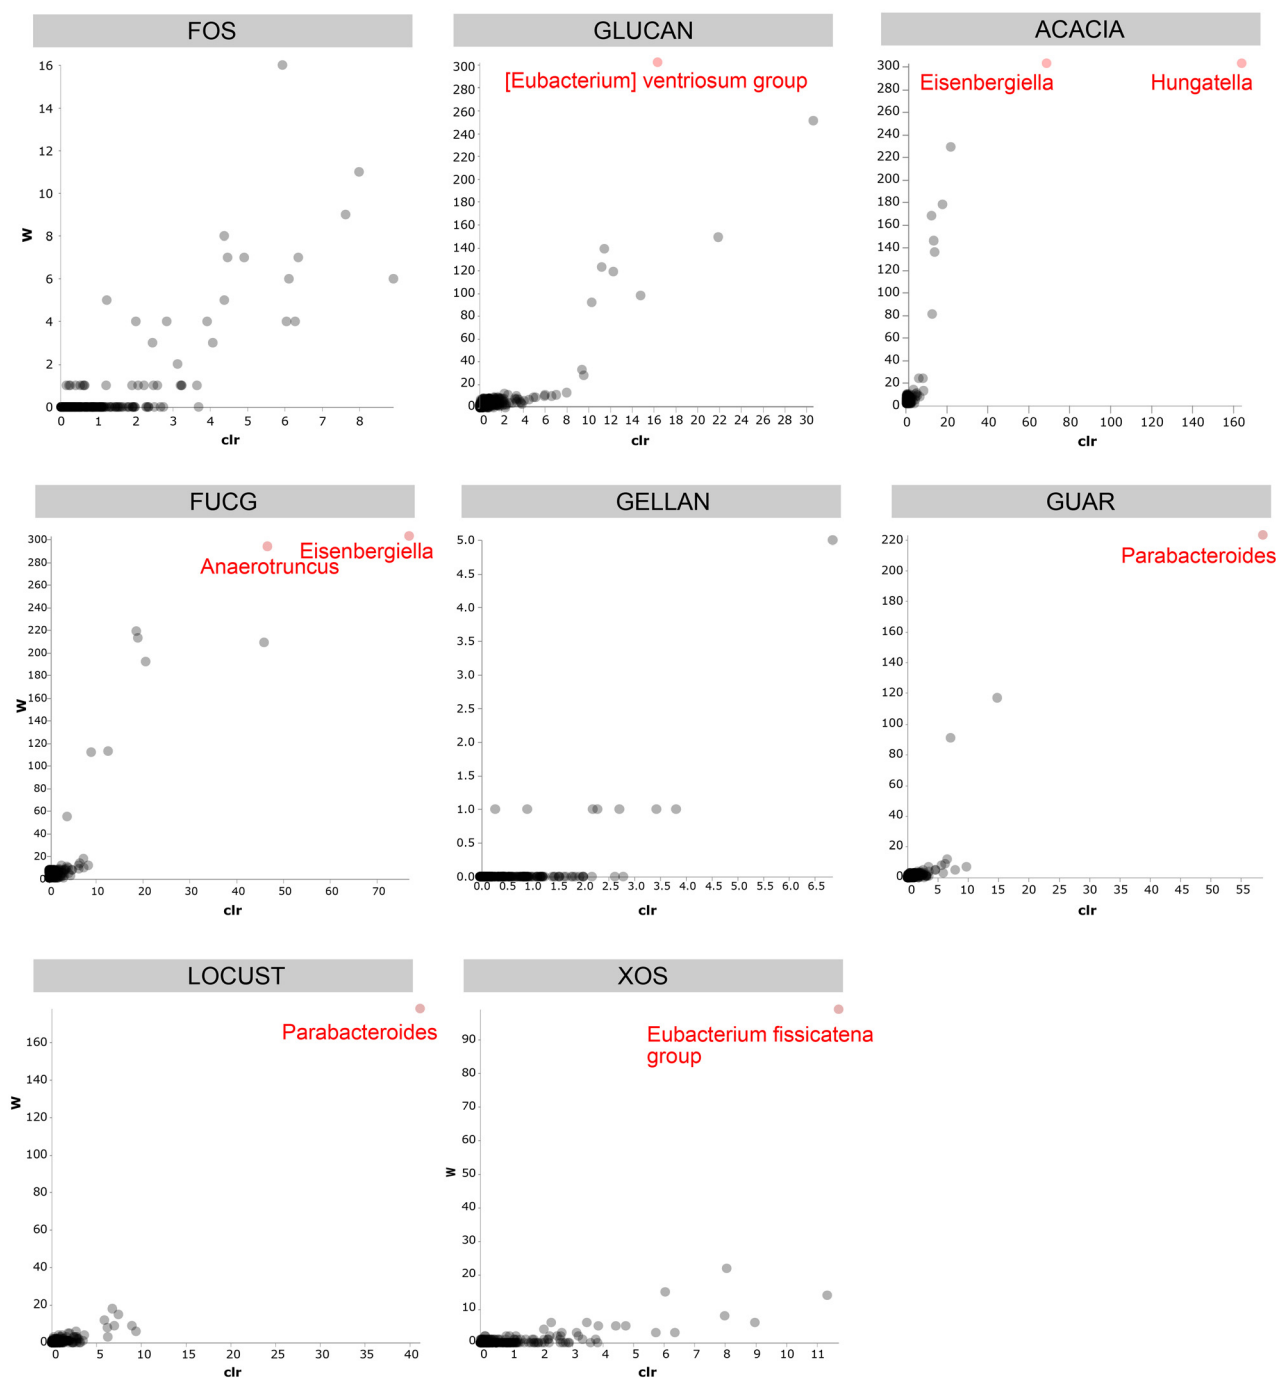 FOS
16
14
12
10
8
6
4
2
0
W
0 1 2 3 4 5 6 7 8
clr
GLUCAN
300
280
260
240
220
200
180
160
140
120
100
80
60
40
20
0
[Eubacterium] ventriosum group
0 2 4 6 8 10 12 14 16 18 20 22 24 26 28 30
clr
ACACIA
300
280
260
240
220
200
180
160
140
120
100
80
60
40
20
0
Eisenbergiella
Hungatella
0 20 40 60 80 100 120 140 160
clr
FUCG
300
280
260
240
220
200
180
160
140
120
100
80
60
40
20
0
W
Eisenbergiella
Anaerotruncus
0 10 20 30 40 50 60 70
clr
GELLAN
5.0
4.5
4.0
3.5
3.0
2.5
2.0
1.5
1.0
0.5
0.0
0.0 0.5 1.0 1.5 2.0 2.5 3.0 3.5 4.0 4.5 5.0 5.5 6.0 6.5
clr
GUAR
220
200
180
160
140
120
100
80
60
40
20
0
Parabacteroides
0 5 10 15 20 25 30 35 40 45 50 55
clr
LOCUST
160
140
120
100
80
60
40
20
0
W
Parabacteroides
0 5 10 15 20 25 30 35 40
clr
XOS
90
80
70
60
50
40
30
20
10
0
W
Eubacterium fissicatena
group
0 1 2 3 4 5 6 7 8 9 10 11
clr